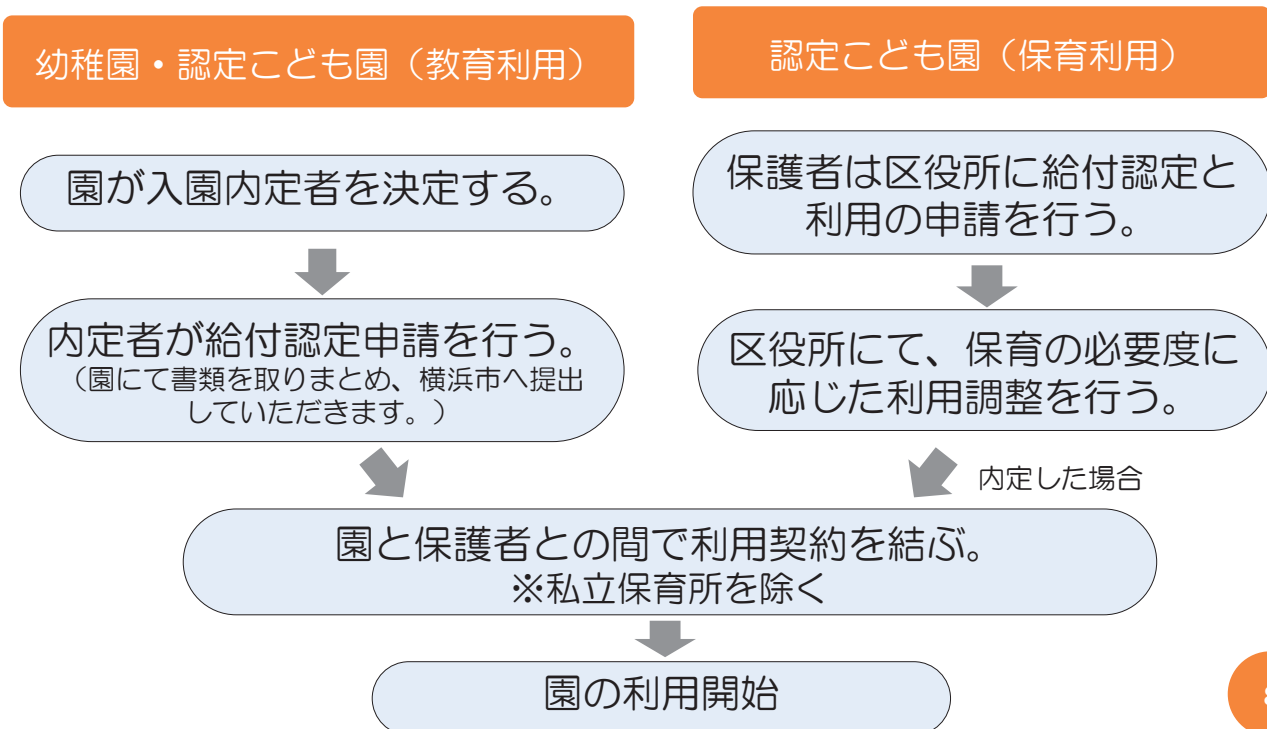 幼稚園・認定こども園（教育利用）
園が入園内定者を決定する。
内定者が給付認定申請を行う。
（園にて書類を取りまとめ、横浜市へ提出
していただきます。）
認定こども園（保育利用）
保護者は区役所に給付認定と
利用の申請を行う。
区役所にて、保育の必要度に
応じた利用調整を行う。
内定した場合
園と保護者との間で利用契約を結ぶ。
※私立保育所を除く
園の利用開始